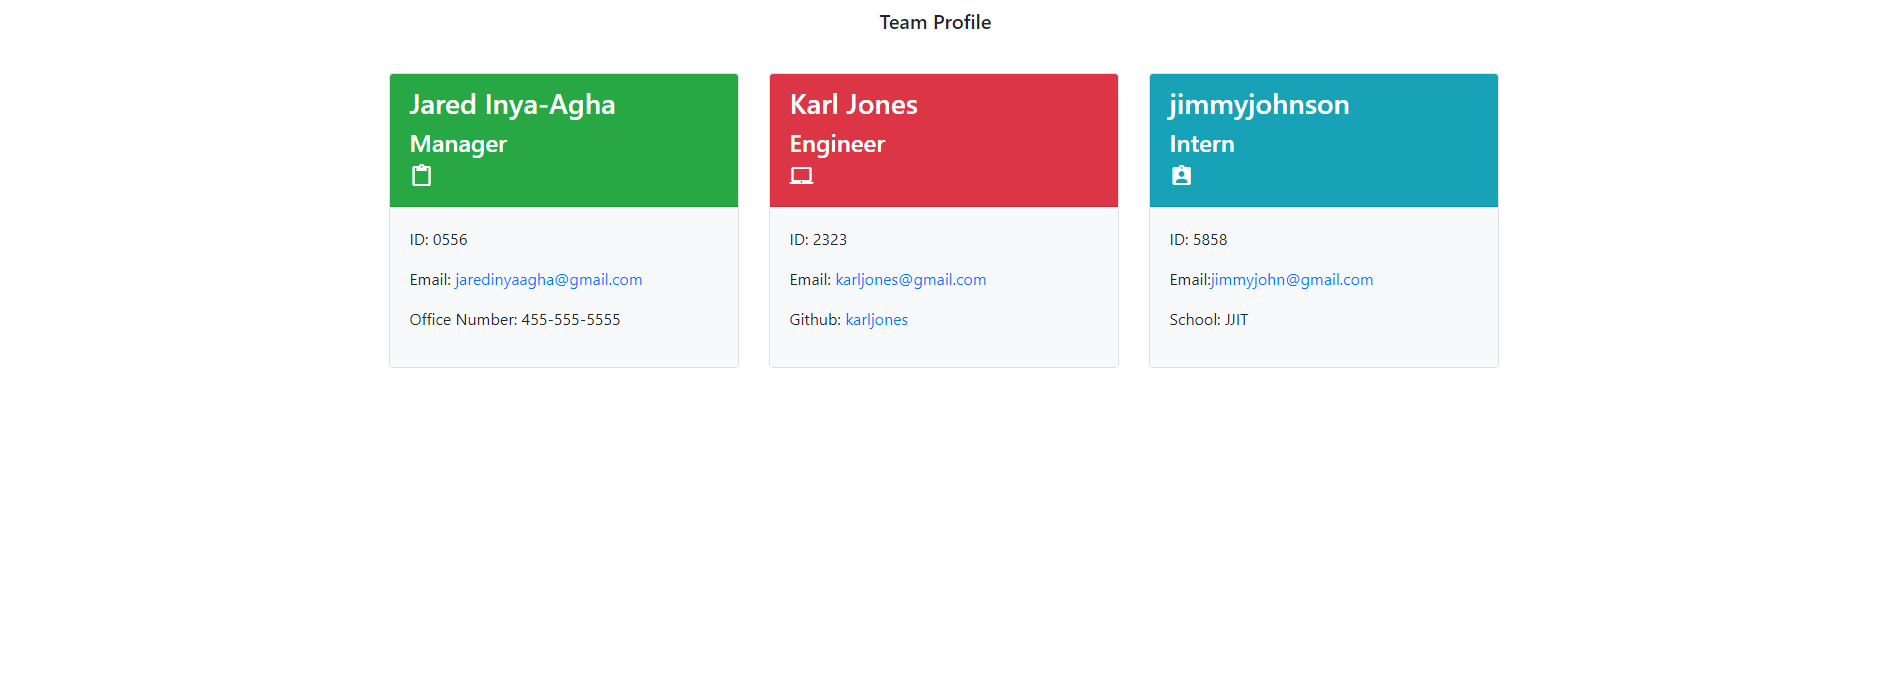 Team Profile
Jared Inya-Agha
Manager
ID: 0556
Email: jaredinyaagha@gmail.com
Office Number: 455-555-5555
Karl Jones
Engineer
ID: 2323
Email: karljones@gmail.com
Github: karljones
jimmyjohnson
Intern
ID: 5858
Email:jimmyjohn@gmail.com
School: JJIT